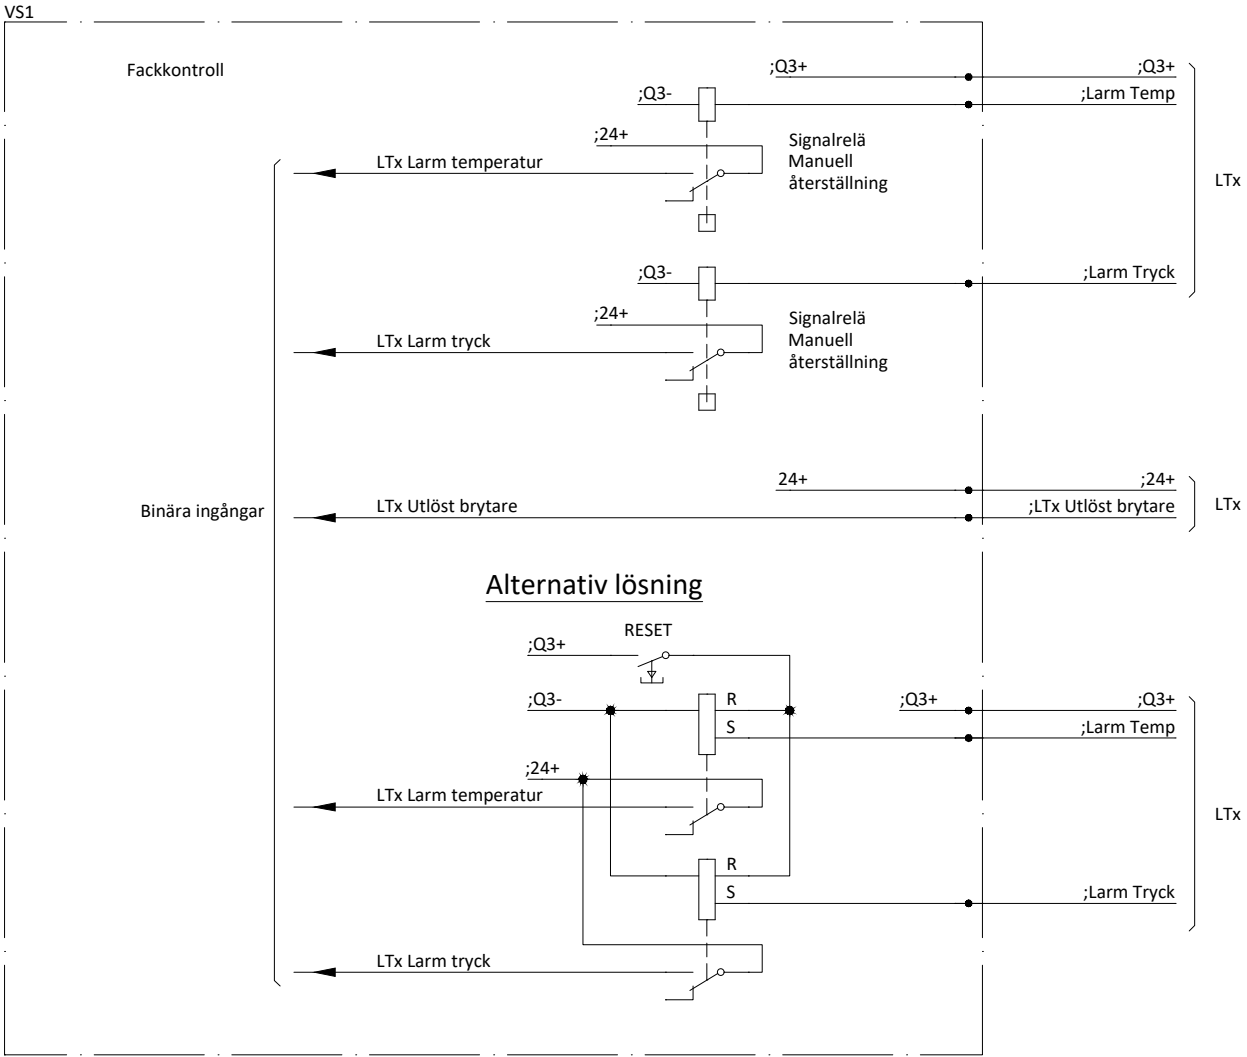 VS1
Fackkontroll
;Q3+
;Q3+
;Q3-
;Larm Temp
;24+
Signalrelä
Manuell
återställning
LTx Larm temperatur
LTx
;Q3-
;Larm Tryck
;24+
Signalrelä
Manuell
återställning
LTx Larm tryck
24+
;24+
Binära ingångar
LTx Utlöst brytare
;LTx Utlöst brytare
LTx
Alternativ lösning
RESET
;Q3+
;Q3-
R
;Q3+
;Q3+
S
;Larm Temp
;24+
LTx Larm temperatur
LTx
R
S
;Larm Tryck
LTx Larm tryck